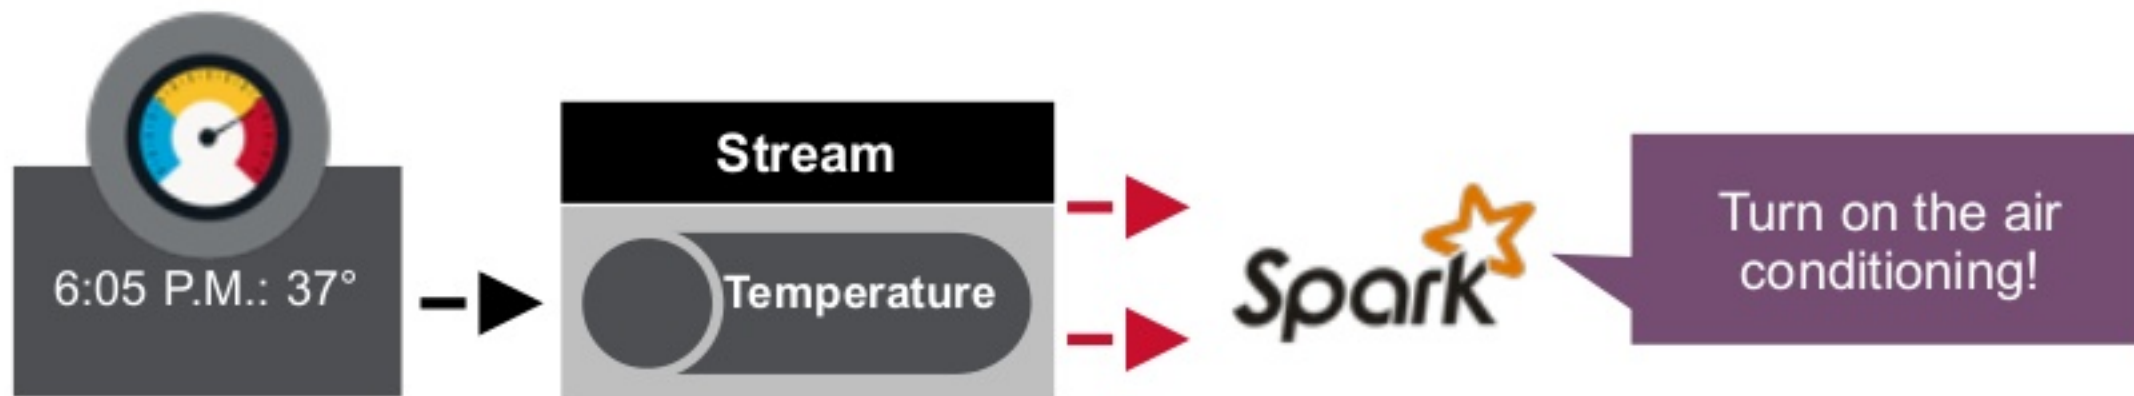 6:05 P.M.: 37°
Stream
Temperature
Spark
Turn on the air
conditioning!